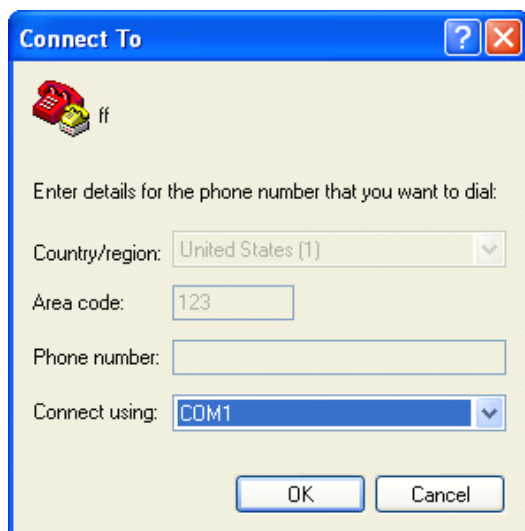 Connect To
ff
Enter details for the phone number that you want to dial:
Country/region: United States (1)
Area code: 123
Phone number:
Connect using: COM1
OK Cancel